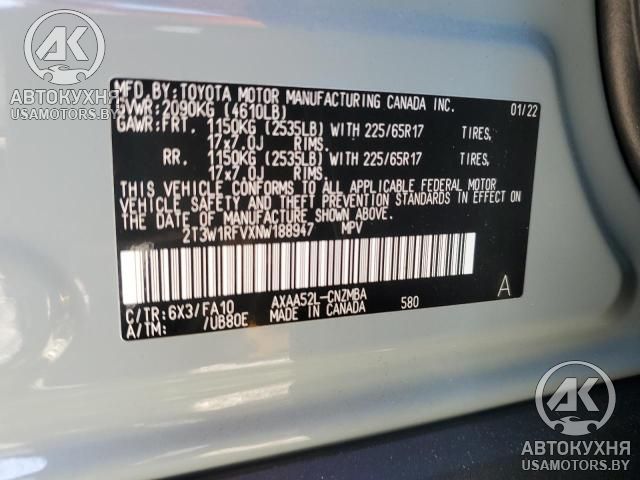 AK
АВТОКУХНЯ
USAMOTORS.BY
MFD.BY:TOYOTA MOTOR MANUFACTURING CANADA INC.
GVWR:2090KG (4610LB) 01/22
GAWR:FRT. 1150KG (2535LB) WITH 225/65R17 TIRES,
17x7.0J RIMS.
RR. 1150KG (2535LB) WITH 225/65R17 TIRES,
17x7.0J RIMS.
THIS VEHICLE CONFORMS TO ALL APPLICABLE FEDERAL MOTOR
VEHICLE SAFETY AND THEFT PREVENTION STANDARDS IN EFFECT ON
THE DATE OF MANUFACTURE SHOWN ABOVE.
2T3W1RFVXNW188947 MPV
C/TR:6X3/FA10 AXAA52L-CNZMBA 580 A
A/TM: /UB80E MADE IN CANADA
AK
АВТОКУХНЯ
USAMOTORS.BY